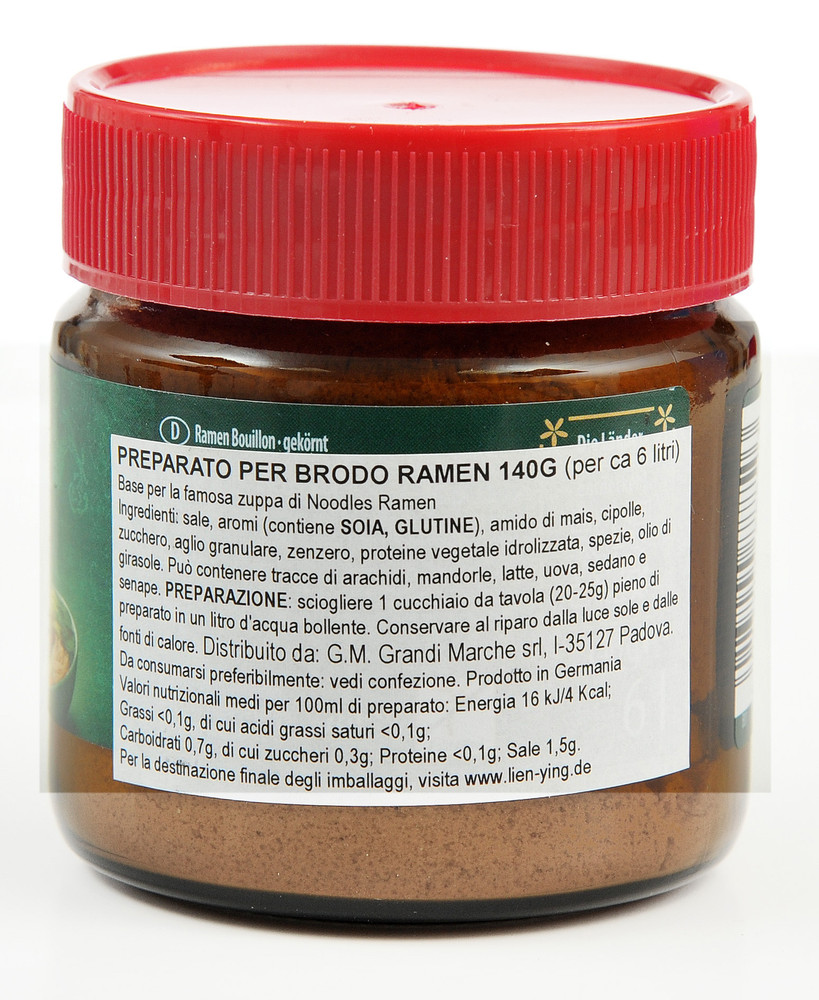 D Ramen Bouillon · gekörnt
Die Länder
PREPARATO PER BRODO RAMEN 140G (per ca 6 litri)
Base per la famosa zuppa di Noodles Ramen
Ingredienti: sale, aromi (contiene SOIA, GLUTINE), amido di mais, cipolle,
zucchero, aglio granulare, zenzero, proteine vegetale idrolizzata, spezie, olio di
girasole. Può contenere tracce di arachidi, mandorle, latte, uova, sedano e
senape. PREPARAZIONE: sciogliere 1 cucchiaio da tavola (20-25g) pieno di
preparato in un litro d'acqua bollente. Conservare al riparo dalla luce sole e dalle
fonti di calore. Distribuito da: G.M. Grandi Marche srl, I-35127 Padova.
Da consumarsi preferibilmente: vedi confezione. Prodotto in Germania
Valori nutrizionali medi per 100ml di preparato: Energia 16 kJ/4 Kcal;
Grassi <0,1g, di cui acidi grassi saturi <0,1g;
Carboidrati 0,7g, di cui zuccheri 0,3g; Proteine <0,1g; Sale 1,5g.
Per la destinazione finale degli imballaggi, visita www.lien-ying.de